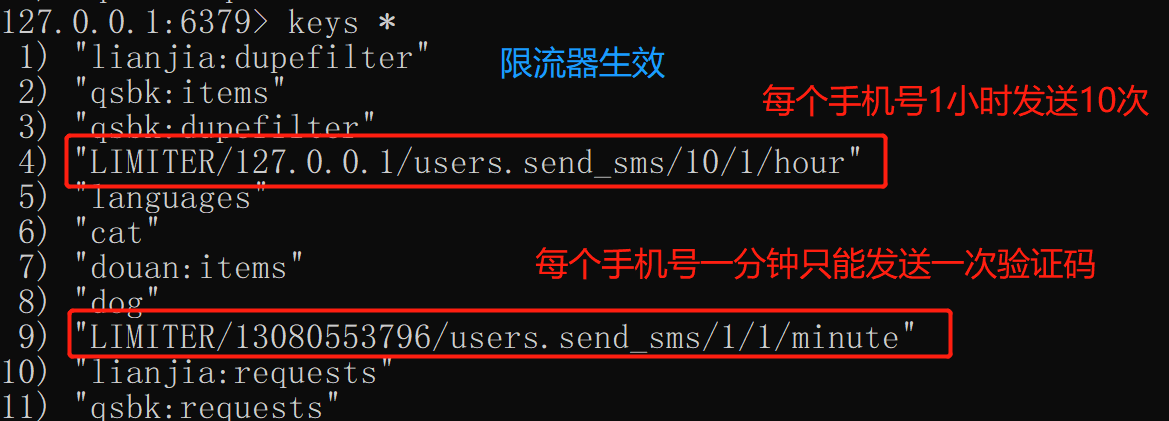 127.0.0.1:6379> keys *
1) "lianjia:dupefilter"
限流器生效
2) "qsbk:items"
每个手机号1小时发送10次
3) "qsbk:dupefilter"
4) "LIMITER/127.0.0.1/users.send_sms/10/1/hour"
5) "languages"
6) "cat"
7) "douan:items"
每个手机号一分钟只能发送一次验证码
8) "dog"
9) "LIMITER/13080553796/users.send_sms/1/1/minute"
10) "lianjia:requests"
11) "qsbk:requests"